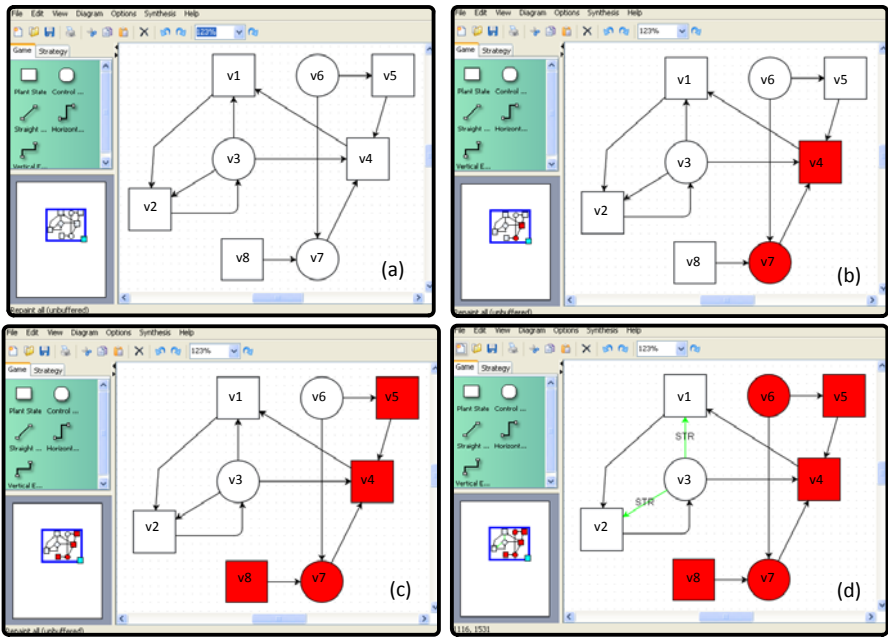 File Edit View Diagram Options Synthesis Help
123%
Game Strategy
Plant State Control ...
Straight ... Horizont...
Vertical E...
v1 v6 v5
v3 v4
v2
v8 v7
(a)
Repaint all (unbuffered)
File Edit View Diagram Options Synthesis Help
123%
Game Strategy
Plant State Control ...
Straight ... Horizont...
Vertical E...
v1 v6 v5
v3 v4
v2
v8 v7
(b)
Repaint all (unbuffered)
File Edit View Diagram Options Synthesis Help
123%
Game Strategy
Plant State Control ...
Straight ... Horizont...
Vertical E...
v1 v6 v5
v3 v4
v2
v8 v7
(c)
Repaint all (unbuffered)
File Edit View Diagram Options Synthesis Help
123%
Game Strategy
Plant State Control ...
Straight ... Horizont...
Vertical E...
v1 v6 v5
STR
v3 v4
STR
v2
v8 v7
(d)
1116, 1531